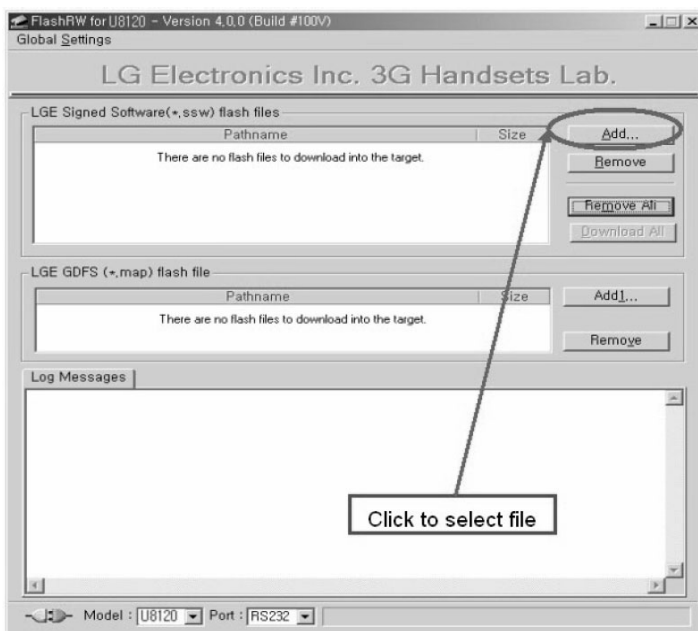 FlashRW for U8120 - Version 4,0,0 (Build #100V)
Global Settings
LG Electronics Inc. 3G Handsets Lab.
LGE Signed Software(*,ssw) flash files
Pathname Size
There are no flash files to download into the target.
Add...
Remove
Remove All
Download All
LGE GDFS (*,map) flash file
Pathname Size
There are no flash files to download into the target.
Add1...
Remove
Log Messages
Click to select file
Model : U8120 Port : RS232